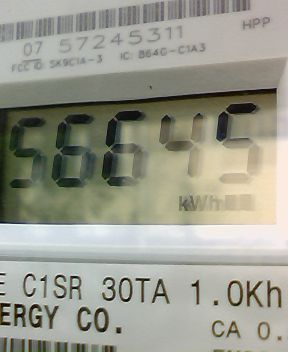 07 57245311
HPP
FCC ID: SK9C1A-3 IC: 864G-C1A3
56645
kWh
E C1SR 30TA 1.0Kh
ERGY CO.
CA 0.